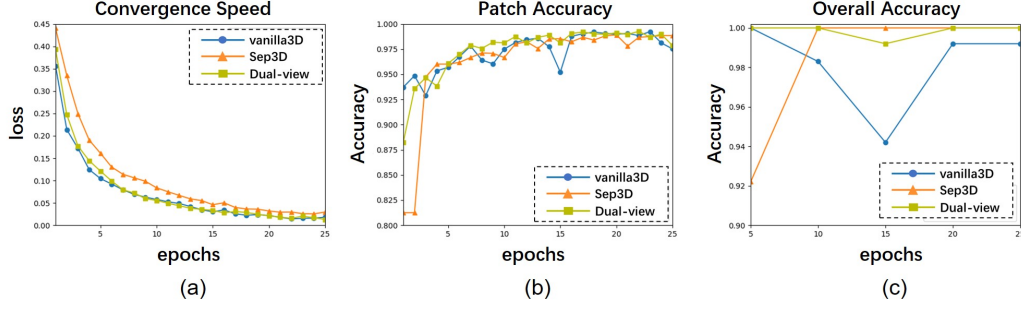 Convergence Speed
0.45
0.40
0.35
0.30
0.25
0.20
0.15
0.10
0.05
0.00
loss
vanilla3D
Sep3D
Dual-view
5
10
15
20
25
epochs
(a)
Patch Accuracy
1.000
0.975
0.950
0.925
0.900
0.875
0.850
0.825
0.800
Accuracy
vanilla3D
Sep3D
Dual-view
5
10
15
20
25
epochs
(b)
Overall Accuracy
1.00
0.98
0.96
0.94
0.92
0.90
Accuracy
vanilla3D
Sep3D
Dual-view
5
10
15
20
epochs
(c)